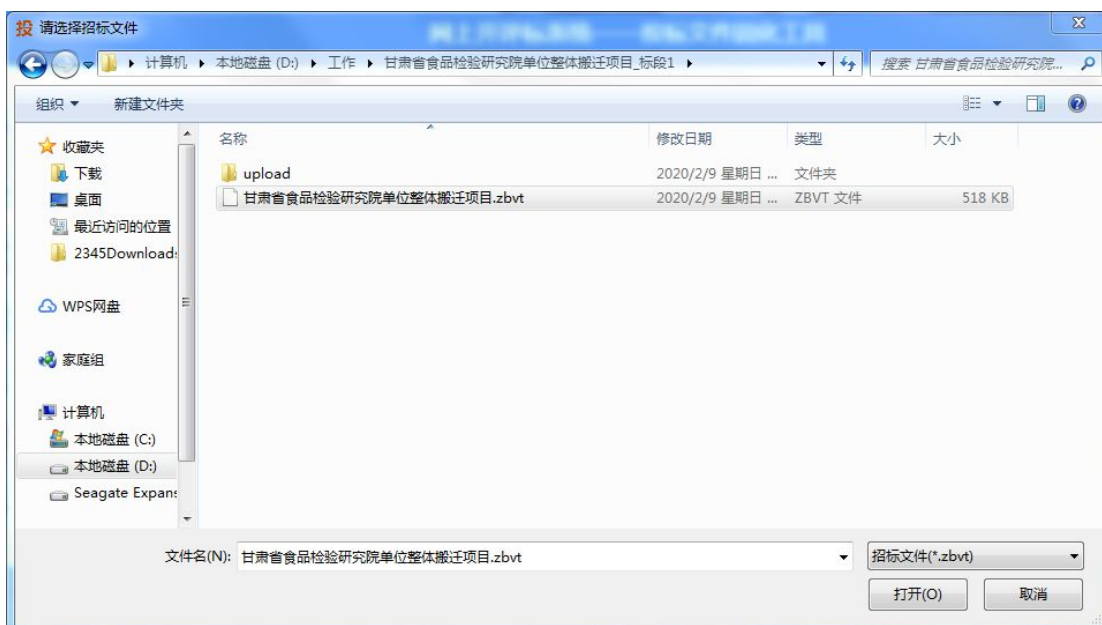 投 请选择招标文件
计算机 本地磁盘 (D:) 工作 甘肃省食品检验研究院单位整体搬迁项目_标段1 搜索 甘肃省食品检验研究院...
组织 新建文件夹
名称 修改日期 类型 大小
收藏夹
下载
桌面
最近访问的位置
2345Downloads
WPS网盘
家庭组
计算机
本地磁盘 (C:)
本地磁盘 (D:)
Seagate Expans
upload 2020/2/9 星期日 ... 文件夹
甘肃省食品检验研究院单位整体搬迁项目.zbvt 2020/2/9 星期日 ... ZBVT 文件 518 KB
文件名(N): 甘肃省食品检验研究院单位整体搬迁项目.zbvt 招标文件(*.zbvt)
打开(O) 取消